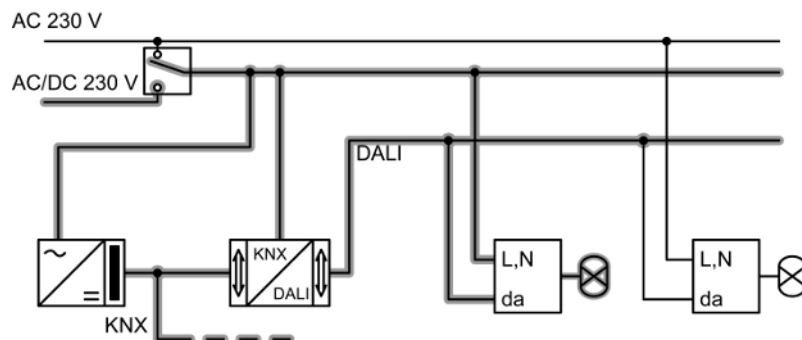 AC 230 V
AC/DC 230 V
DALI
KNX
DALI
L,N
da
L,N
da
KNX